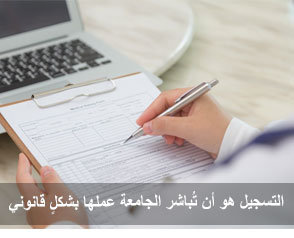 التسجيل هو أن تُباشر الجامعة عملها بشكلٍ قانوني